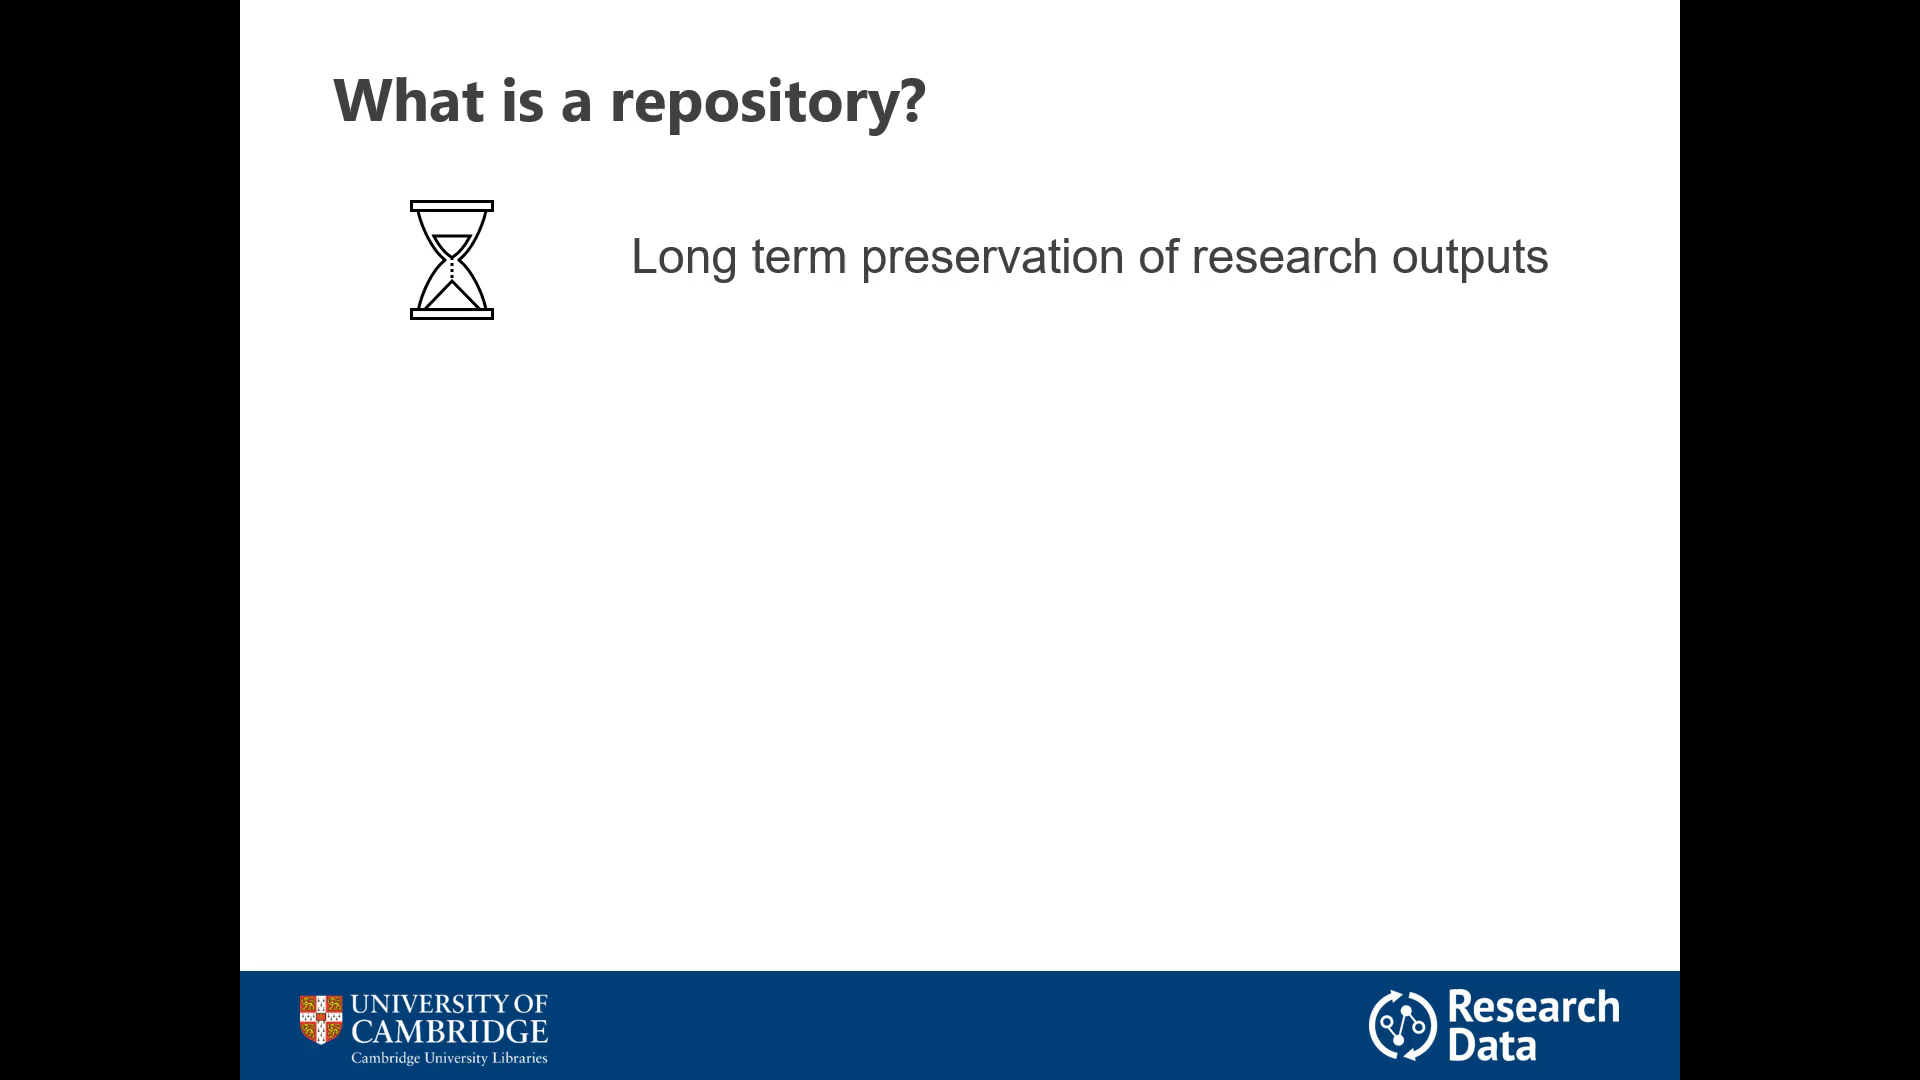 What is a repository?
Long term preservation of research outputs
UNIVERSITY OF
CAMBRIDGE
Cambridge University Libraries
Research
Data